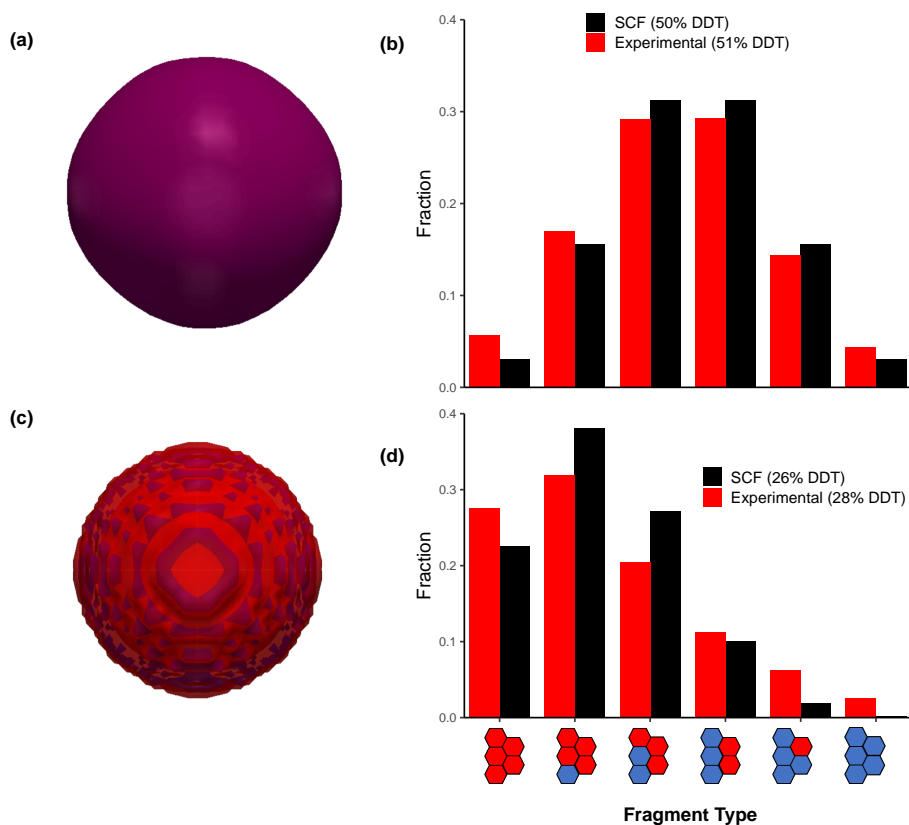 (a)
(b)
SCF (50% DDT)
Experimental (51% DDT)
0.4
0.3
0.2
0.1
0.0
Fraction
(c)
(d)
SCF (26% DDT)
Experimental (28% DDT)
0.4
0.3
0.2
0.1
0.0
Fraction
Fragment Type